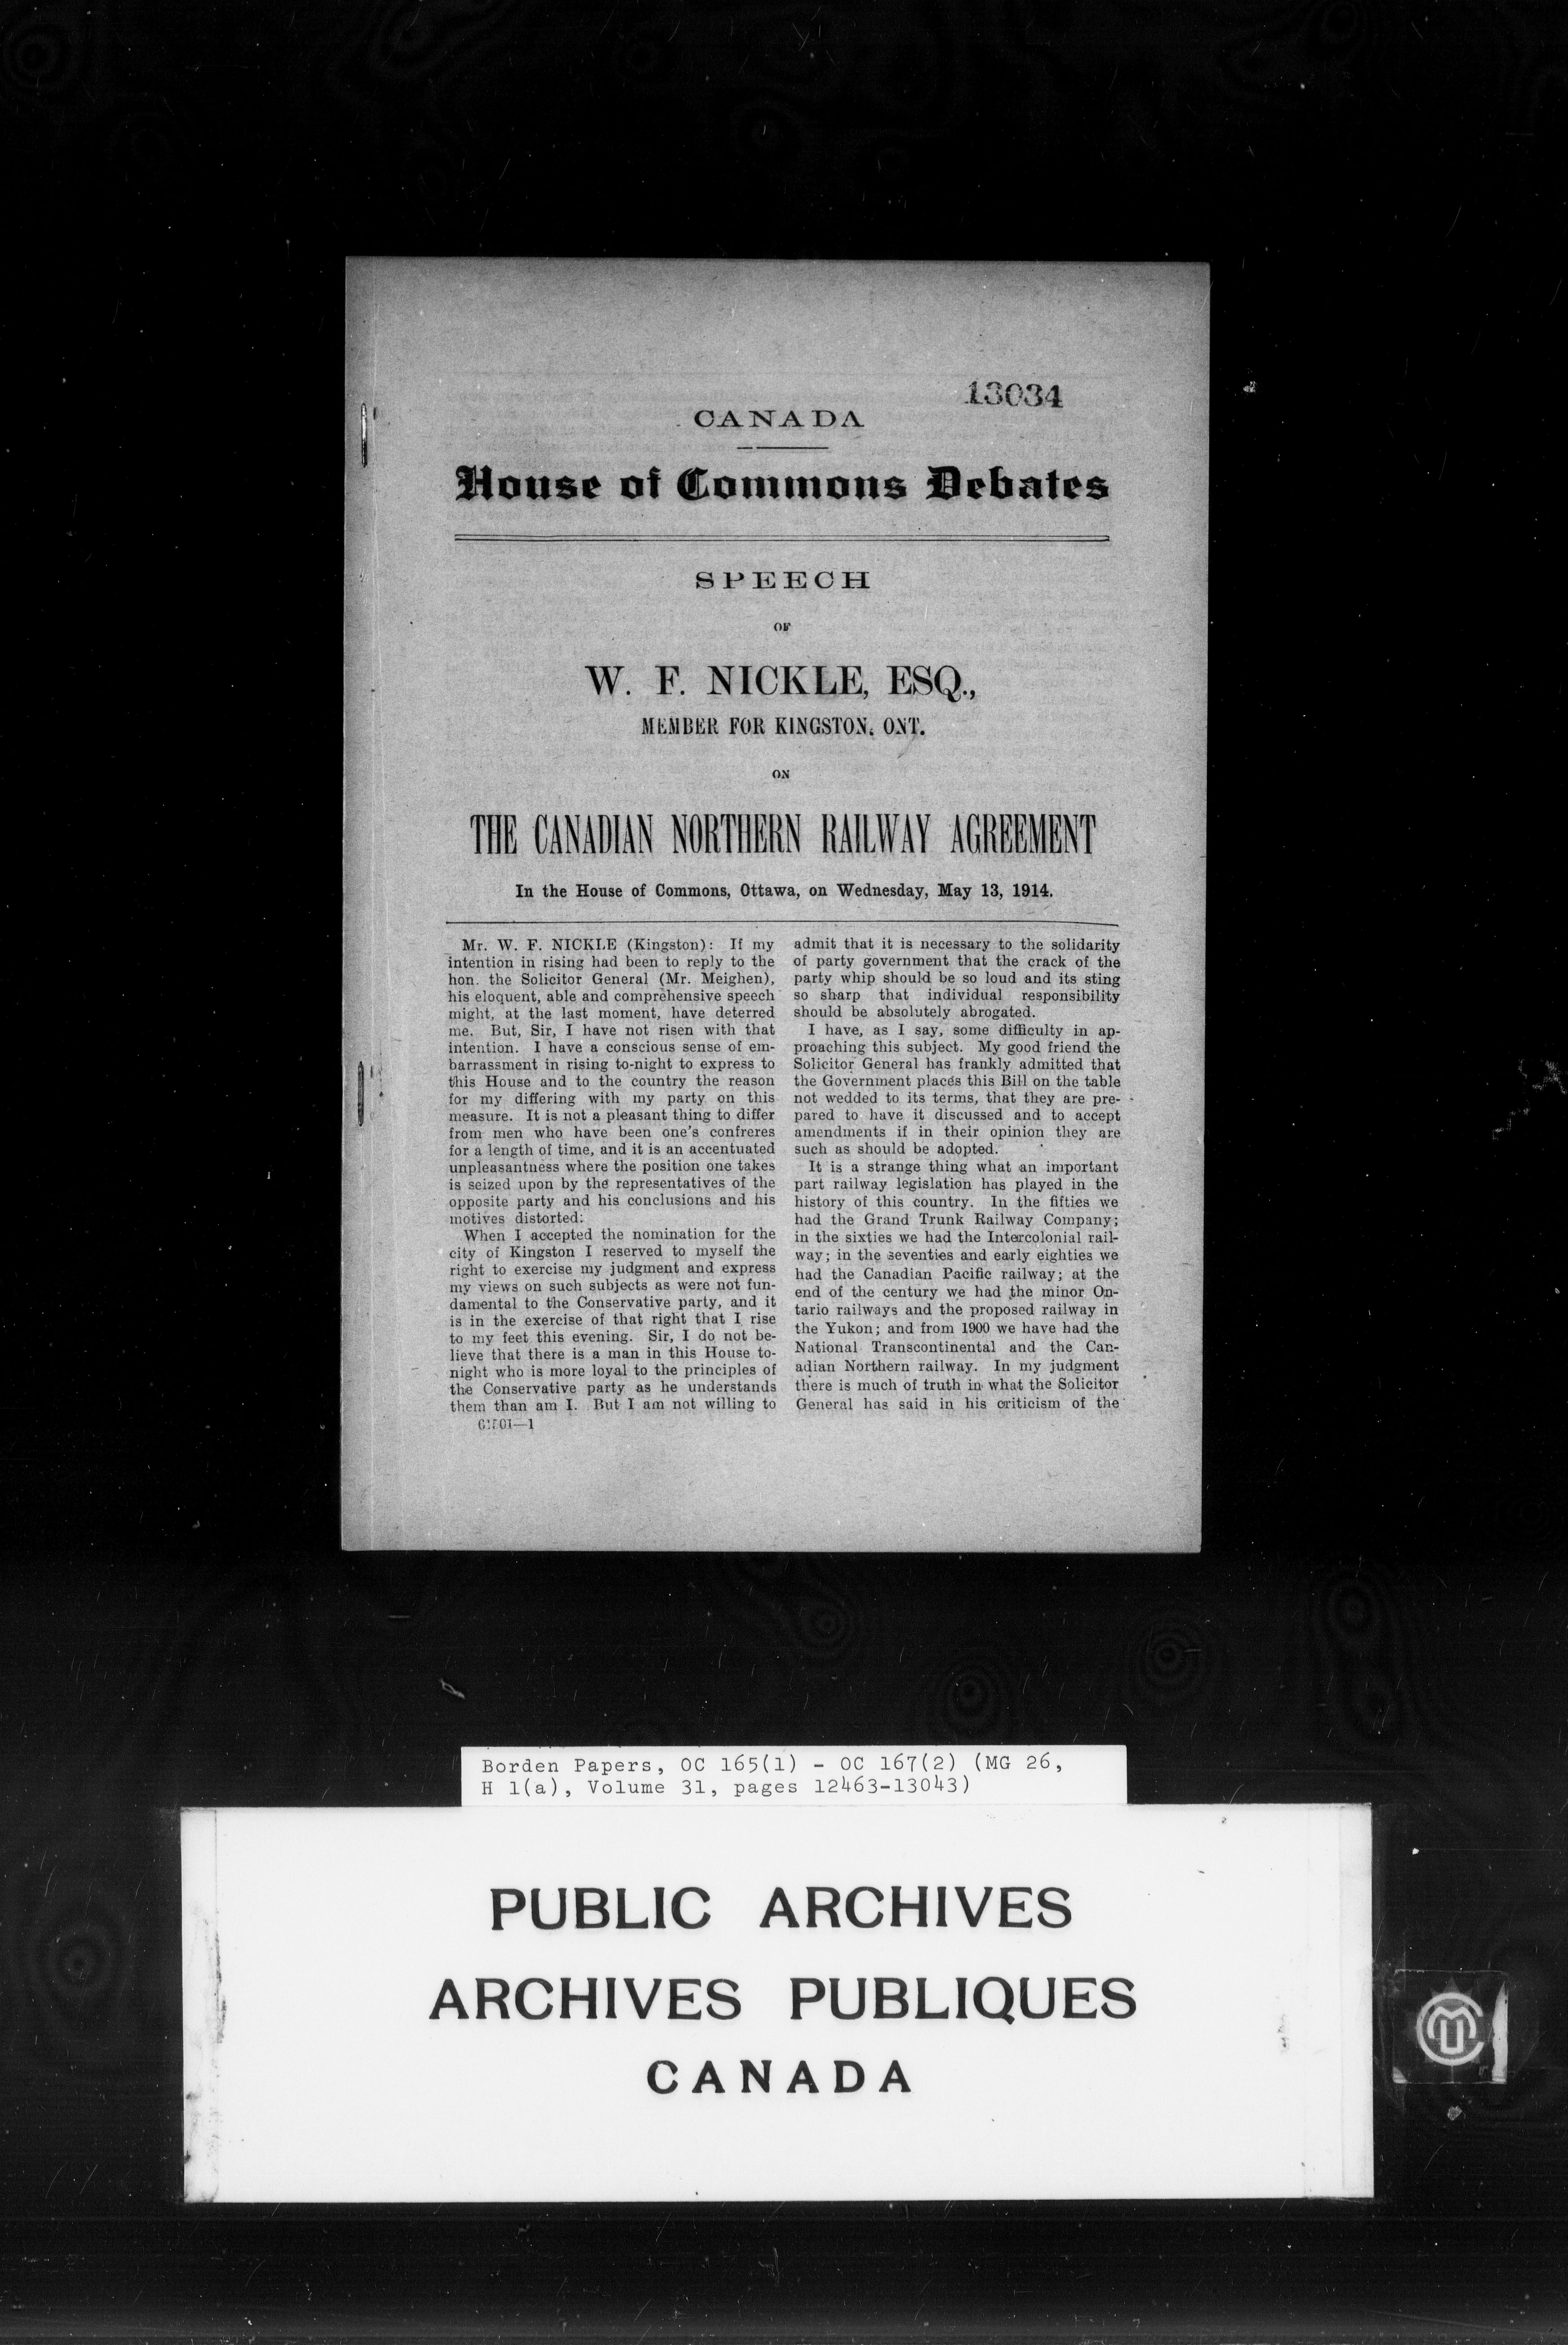 13034
CANADA
House of Commons Debates
SPEECH
OF
W. F. NICKLE, ESQ.,
MEMBER FOR KINGSTON, ONT.
ON
THE CANADIAN NORTHERN RAILWAY AGREEMENT
In the House of Commons, Ottawa, on Wednesday, May 13, 1914.
Mr. W. F. NICKLE (Kingston): If my
intention in rising had been to reply to the
hon. the Solicitor General (Mr. Meighen),
his eloquent, able and comprehensive speech
might, at the last moment, have deterred
me. But, Sir, I have not risen with that
intention. I have a conscious sense of em-
barrassment in rising to-night to express to
this House and to the country the reason
for my differing with my party on this
measure. It is not a pleasant thing to differ
from men who have been one's confreres
for a length of time, and it is an accentuated
unpleasantness where the position one takes
is seized upon by the representatives of the
opposite party and his conclusions and his
motives distorted:
When I accepted the nomination for the
city of Kingston I reserved to myself the
right to exercise my judgment and express
my views on such subjects as were not fun-
damental to the Conservative party, and it
is in the exercise of that right that I rise
to my feet this evening. Sir, I do not be-
lieve that there is a man in this House to-
night who is more loyal to the principles of
the Conservative party as he understands
them than am I. But I am not willing to
admit that it is necessary to the solidarity
of party government that the crack of the
party whip should be so loud and its sting
so sharp that individual responsibility
should be absolutely abrogated.
I have, as I say, some difficulty in ap-
proaching this subject. My good friend the
Solicitor General has frankly admitted that
the Government places this Bill on the table
not wedded to its terms, that they are pre-
pared to have it discussed and to accept
amendments if in their opinion they are
such as should be adopted.
It is a strange thing what an important
part railway legislation has played in the
history of this country. In the fifties we
had the Grand Trunk Railway Company;
in the sixties we had the Intercolonial rail-
way; in the seventies and early eighties we
had the Canadian Pacific railway; at the
end of the century we had the minor On-
tario railways and the proposed railway in
the Yukon; and from 1900 we have had the
National Transcontinental and the Can-
adian Northern railway. In my judgment
there is much of truth in what the Solicitor
General has said in his criticism of the
Borden Papers, OC 165(1) - OC 167(2) (MG 26,
H 1(a), Volume 31, pages 12463-13043)
PUBLIC ARCHIVES
ARCHIVES PUBLIQUES
CANADA